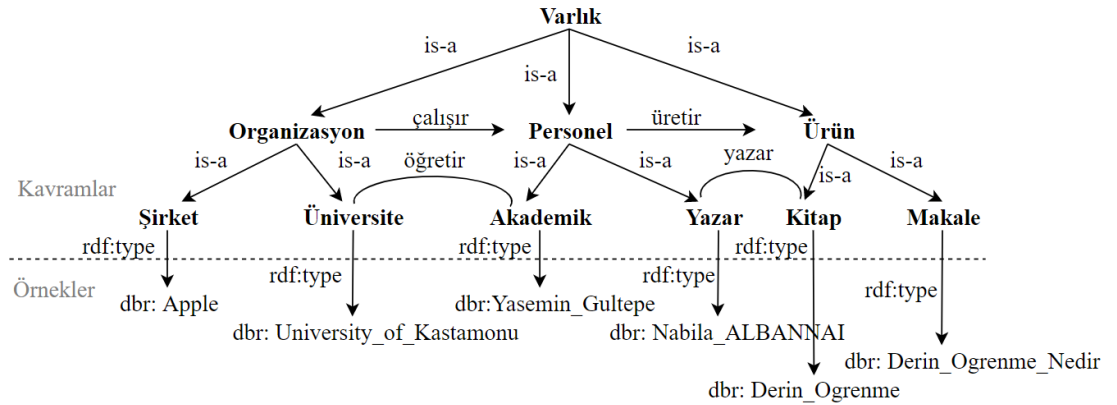 Varlık
is-a
is-a
is-a
Organizasyon
çalışır
Personel
üretir
Ürün
is-a
is-a
öğretir
is-a
is-a
yazar
is-a
is-a
Kavramlar
Şirket
Üniversite
Akademik
Yazar
Kitap
Makale
rdf:type
rdf:type
rdf:type
rdf:type
rdf:type
rdf:type
Örnekler
dbr: Apple
dbr:Yasemin_Gultepe
dbr: University_of_Kastamonu
dbr: Nabila_ALBANNAI
dbr: Derin_Ogrenme_Nedir
dbr: Derin_Ogrenme